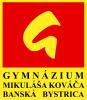 GYMNÁZIUM
MIKULÁŠA KOVÁČA
BANSKÁ BYSTRICA